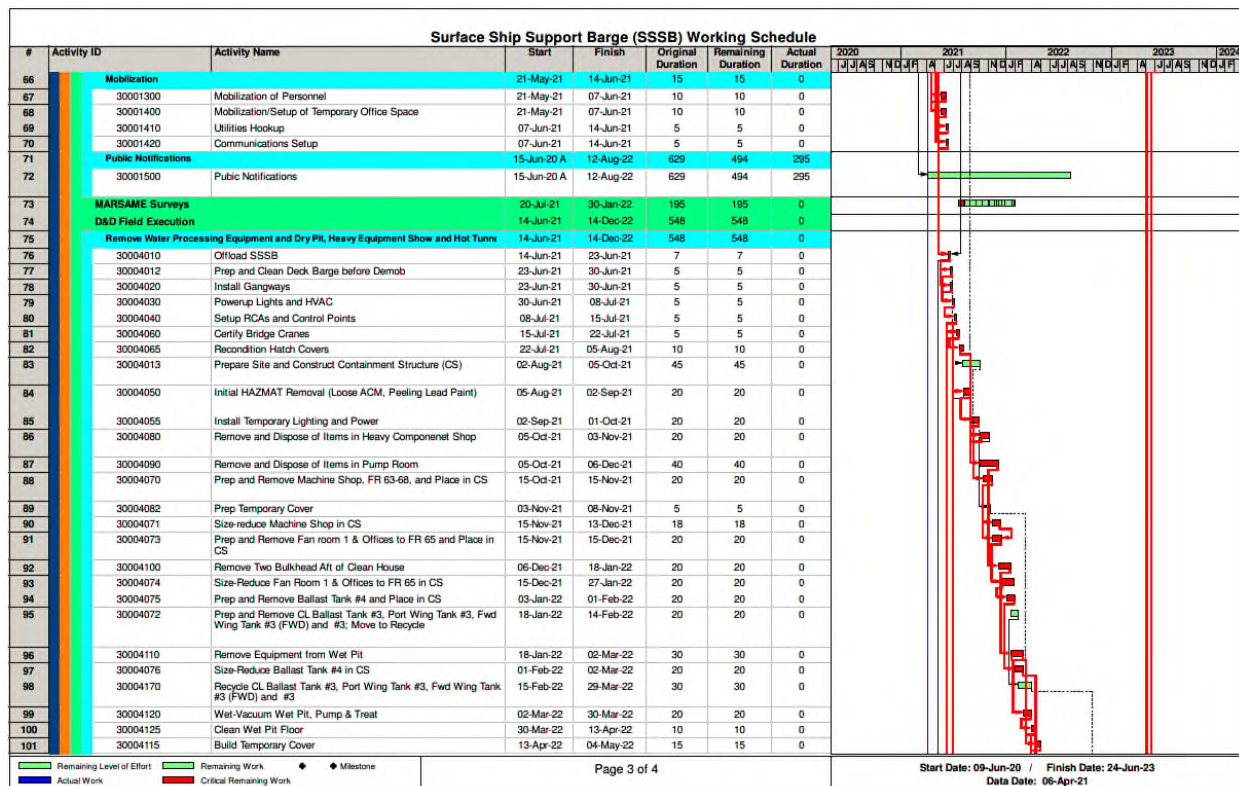 Surface Ship Support Barge (SSSB) Working Schedule
# Activity ID Activity Name Start Finish Original Duration Remaining Duration Actual Duration 2020 2021 2022 2023 2024
66 Mobilization 21-May-21 14-Jun-21 15 15 0
67 30001300 Mobilization of Personnel 21-May-21 07-Jun-21 10 10 0
68 30001400 Mobilization/Setup of Temporary Office Space 21-May-21 07-Jun-21 10 10 0
69 30001410 Utilities Hookup 07-Jun-21 14-Jun-21 5 5 0
70 30001420 Communications Setup 07-Jun-21 14-Jun-21 5 5 0
71 Public Notifications 15-Jun-20 A 12-Aug-22 629 494 295
72 30001500 Pubic Notifications 15-Jun-20 A 12-Aug-22 629 494 295
73 MARSAME Surveys 20-Jul-21 30-Jan-22 195 195 0
74 D&D Field Execution 14-Jun-21 14-Dec-22 548 548 0
75 Remove Water Processing Equipment and Dry Pit, Heavy Equipment Show and Hot Tunne 14-Jun-21 14-Dec-22 548 548 0
76 30004010 Offload SSSB 14-Jun-21 23-Jun-21 7 7 0
77 30004012 Prep and Clean Deck Barge before Demob 23-Jun-21 30-Jun-21 5 5 0
78 30004020 Install Gangways 23-Jun-21 30-Jun-21 5 5 0
79 30004030 Powerup Lights and HVAC 30-Jun-21 08-Jul-21 5 5 0
80 30004040 Setup RCAs and Control Points 08-Jul-21 15-Jul-21 5 5 0
81 30004060 Certify Bridge Cranes 15-Jul-21 22-Jul-21 5 5 0
82 30004065 Recondition Hatch Covers 22-Jul-21 05-Aug-21 10 10 0
83 30004013 Prepare Site and Construct Containment Structure (CS) 02-Aug-21 05-Oct-21 45 45 0
84 30004050 Initial HAZMAT Removal (Loose ACM, Peeling Lead Paint) 05-Aug-21 02-Sep-21 20 20 0
85 30004055 Install Temporary Lighting and Power 02-Sep-21 01-Oct-21 20 20 0
86 30004080 Remove and Dispose of Items in Heavy Componenet Shop 05-Oct-21 03-Nov-21 20 20 0
87 30004090 Remove and Dispose of Items in Pump Room 05-Oct-21 06-Dec-21 40 40 0
88 30004070 Prep and Remove Machine Shop, FR 63-68, and Place in CS 15-Oct-21 15-Nov-21 20 20 0
89 30004082 Prep Temporary Cover 03-Nov-21 08-Nov-21 5 5 0
90 30004071 Size-reduce Machine Shop in CS 15-Nov-21 13-Dec-21 18 18 0
91 30004073 Prep and Remove Fan room 1 & Offices to FR 65 and Place in 15-Nov-21 15-Dec-21 20 20 0
CS
92 30004100 Remove Two Bulkhead Aft of Clean House 06-Dec-21 18-Jan-22 20 20 0
93 30004074 Size-Reduce Fan Room 1 & Offices to FR 65 in CS 15-Dec-21 27-Jan-22 20 20 0
94 30004075 Prep and Remove Ballast Tank #4 and Place in CS 03-Jan-22 01-Feb-22 20 20 0
95 30004072 Prep and Remove CL Ballast Tank #3, Port Wing Tank #3, Fwd 18-Jan-22 14-Feb-22 20 20 0
Wing Tank #3 (FWD) and #3; Move to Recycle
96 30004110 Remove Equipment from Wet Pit 18-Jan-22 02-Mar-22 30 30 0
97 30004076 Size-Reduce Ballast Tank #4 in CS 01-Feb-22 02-Mar-22 20 20 0
98 30004170 Recycle CL Ballast Tank #3, Port Wing Tank #3, Fwd Wing Tank 15-Feb-22 29-Mar-22 30 30 0
#3 (FWD) and #3
99 30004120 Wet-Vacuum Wet Pit, Pump & Treat 02-Mar-22 30-Mar-22 20 20 0
100 30004125 Clean Wet Pit Floor 30-Mar-22 13-Apr-22 10 10 0
101 30004115 Build Temporary Cover 13-Apr-22 04-May-22 15 15 0
Remaining Level of Effort Remaining Work Milestone
Actual Work Critical Remaining Work
Page 3 of 4
Start Date: 09-Jun-20 / Finish Date: 24-Jun-23
Data Date: 06-Apr-21